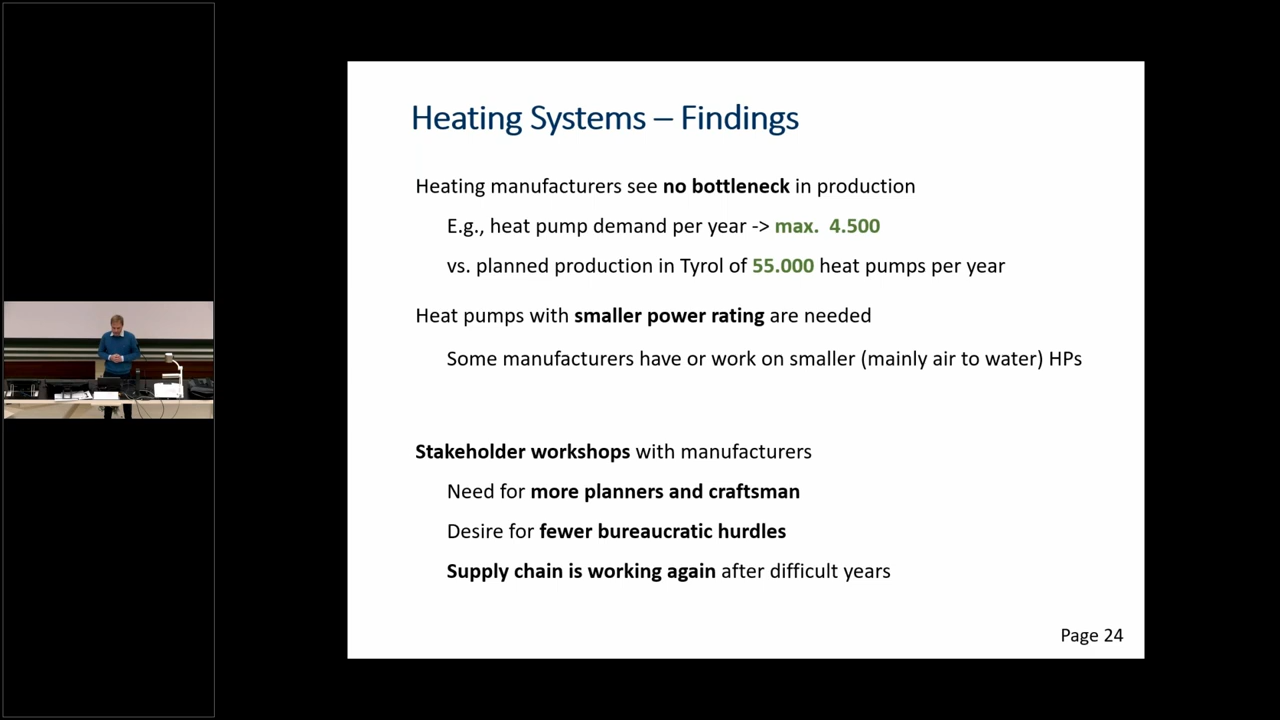 Heating Systems – Findings
Heating manufacturers see no bottleneck in production
E.g., heat pump demand per year -> max. 4.500
vs. planned production in Tyrol of 55.000 heat pumps per year
Heat pumps with smaller power rating are needed
Some manufacturers have or work on smaller (mainly air to water) HPs
Stakeholder workshops with manufacturers
Need for more planners and craftsman
Desire for fewer bureaucratic hurdles
Supply chain is working again after difficult years
Page 24